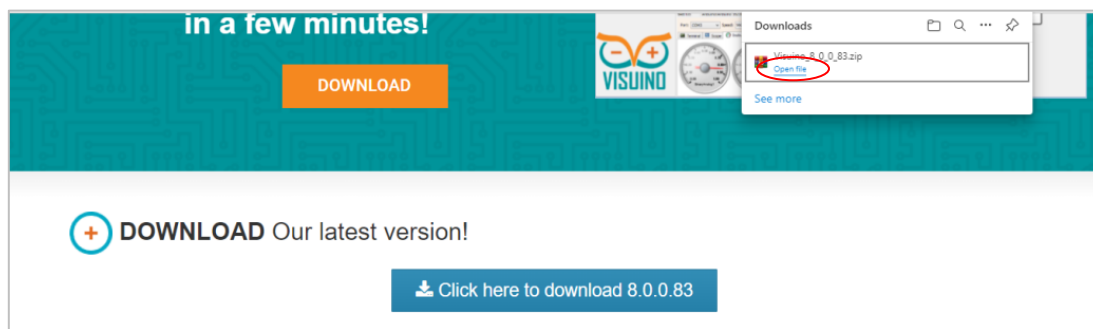 in a few minutes!
DOWNLOAD
VISUINO
Downloads
Visuino_8_0_0_83.zip
Open file
See more
+ DOWNLOAD Our latest version!
Click here to download 8.0.0.83